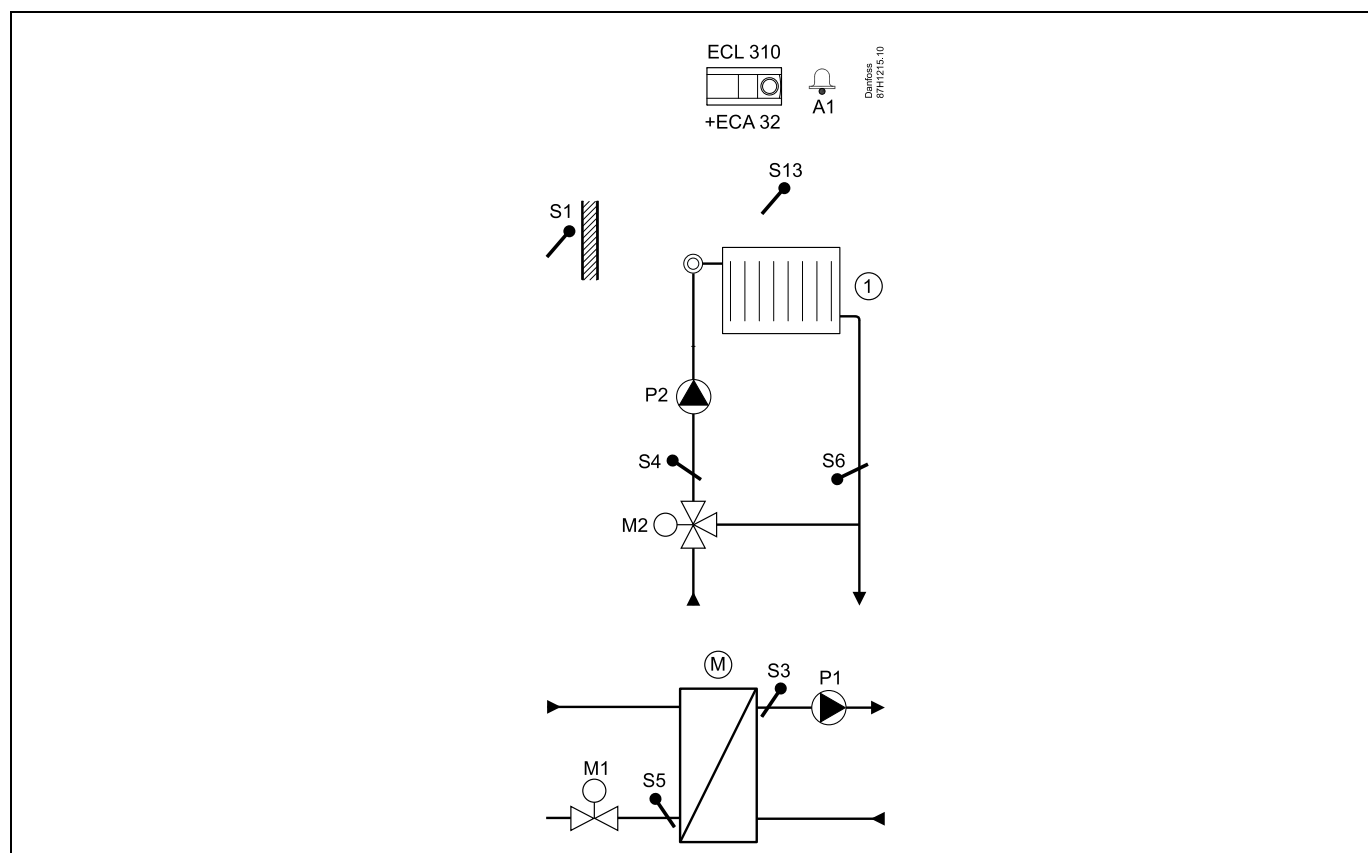 ECL 310
+ECA 32
A1
Danfoss
87H1215.10
S13
S1
1
P2
S4
S6
M2
M
S3
P1
M1
S5